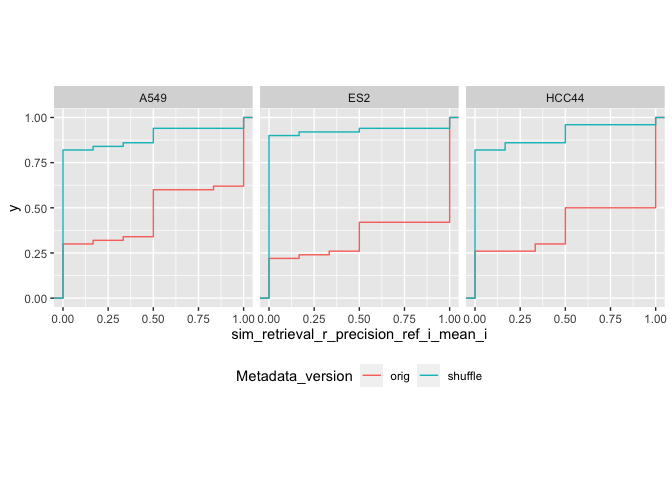 A549 ES2 HCC44
1.00
0.75
0.50
0.25
0.00
y
0.00 0.25 0.50 0.75 1.00 0.00 0.25 0.50 0.75 1.00 0.00 0.25 0.50 0.75 1.00
sim_retrieval_r_precision_ref_i_mean_i
Metadata_version orig shuffle